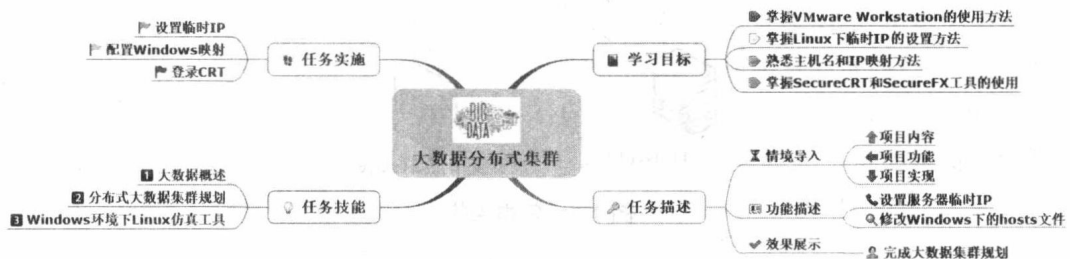 设置临时IP
配置Windows映射
登录CRT
任务实施
学习目标
掌握VMware Workstation的使用方法
掌握Linux下临时IP的设置方法
熟悉主机名和IP映射方法
掌握SecureCRT和SecureFX工具的使用
BIG
DATA
大数据分布式集群
1 大数据概述
2 分布式大数据集群规划
3 Windows环境下Linux仿真工具
任务技能
任务描述
情境导入
项目内容
项目功能
项目实现
功能描述
设置服务器临时IP
修改Windows下的hosts文件
效果展示
完成大数据集群规划